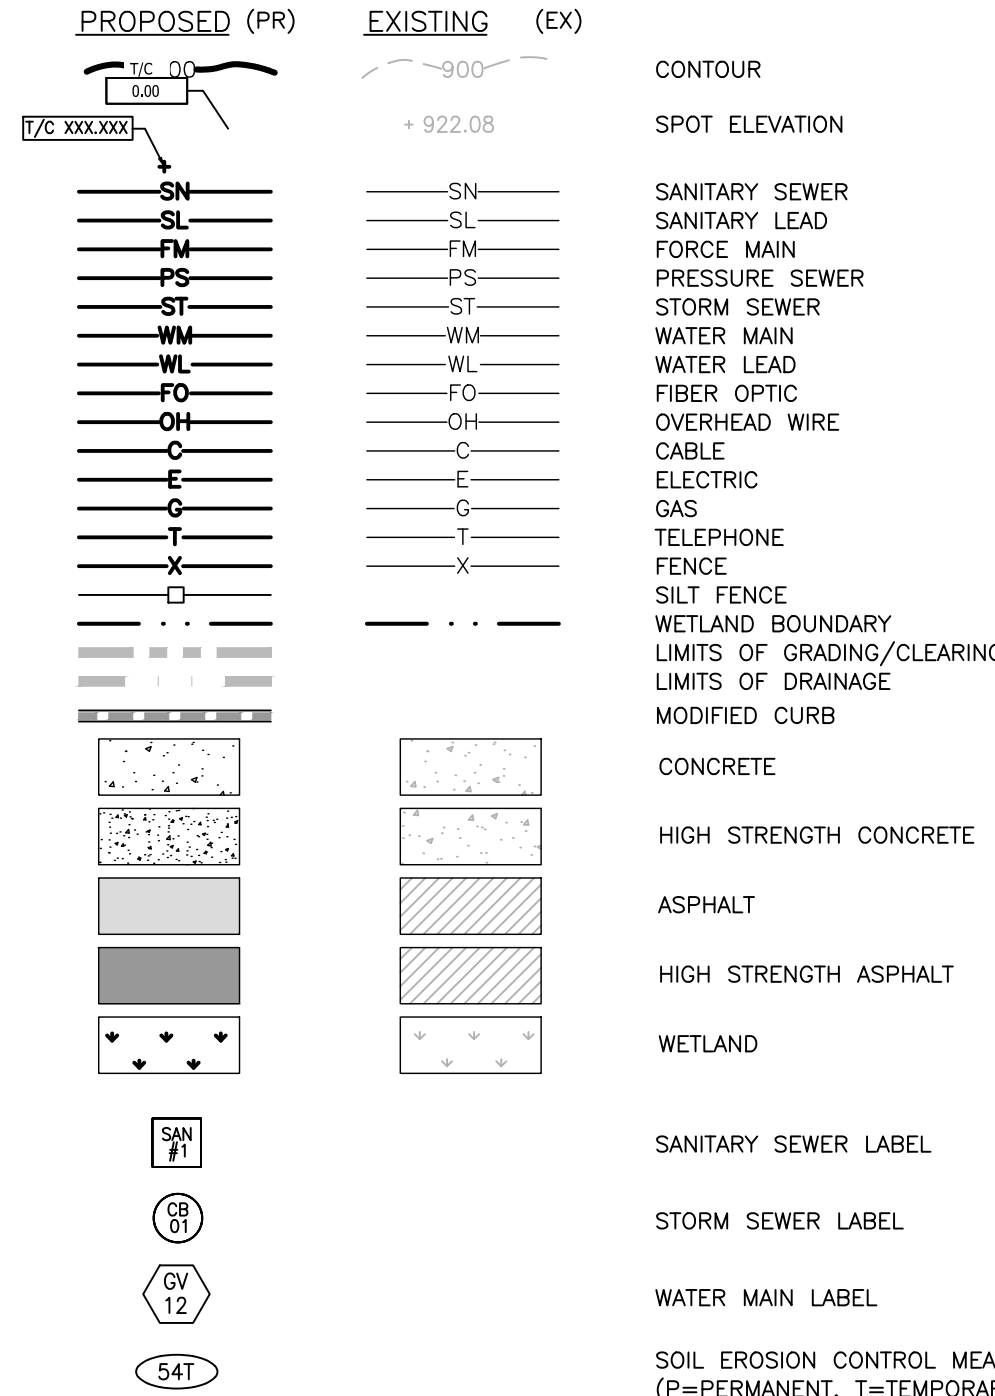 PROPOSED (PR) EXISTING (EX)
T/C 00 900 CONTOUR
0.00
T/C XXX.XXX + 922.08 SPOT ELEVATION
SN SN SANITARY SEWER
SL SL SANITARY LEAD
FM FM FORCE MAIN
PS PS PRESSURE SEWER
ST ST STORM SEWER
WM WM WATER MAIN
WL WL WATER LEAD
FO FO FIBER OPTIC
OH OH OVERHEAD WIRE
C C CABLE
E E ELECTRIC
G G GAS
T T TELEPHONE
X X FENCE
SILT FENCE
WETLAND BOUNDARY
LIMITS OF GRADING/CLEARING
LIMITS OF DRAINAGE
MODIFIED CURB
CONCRETE
HIGH STRENGTH CONCRETE
ASPHALT
HIGH STRENGTH ASPHALT
WETLAND
SAN
#1 SANITARY SEWER LABEL
CB
01 STORM SEWER LABEL
GV
12 WATER MAIN LABEL
54T
SOIL EROSION CONTROL MEA
(P=PERMANENT, T=TEMPORAR